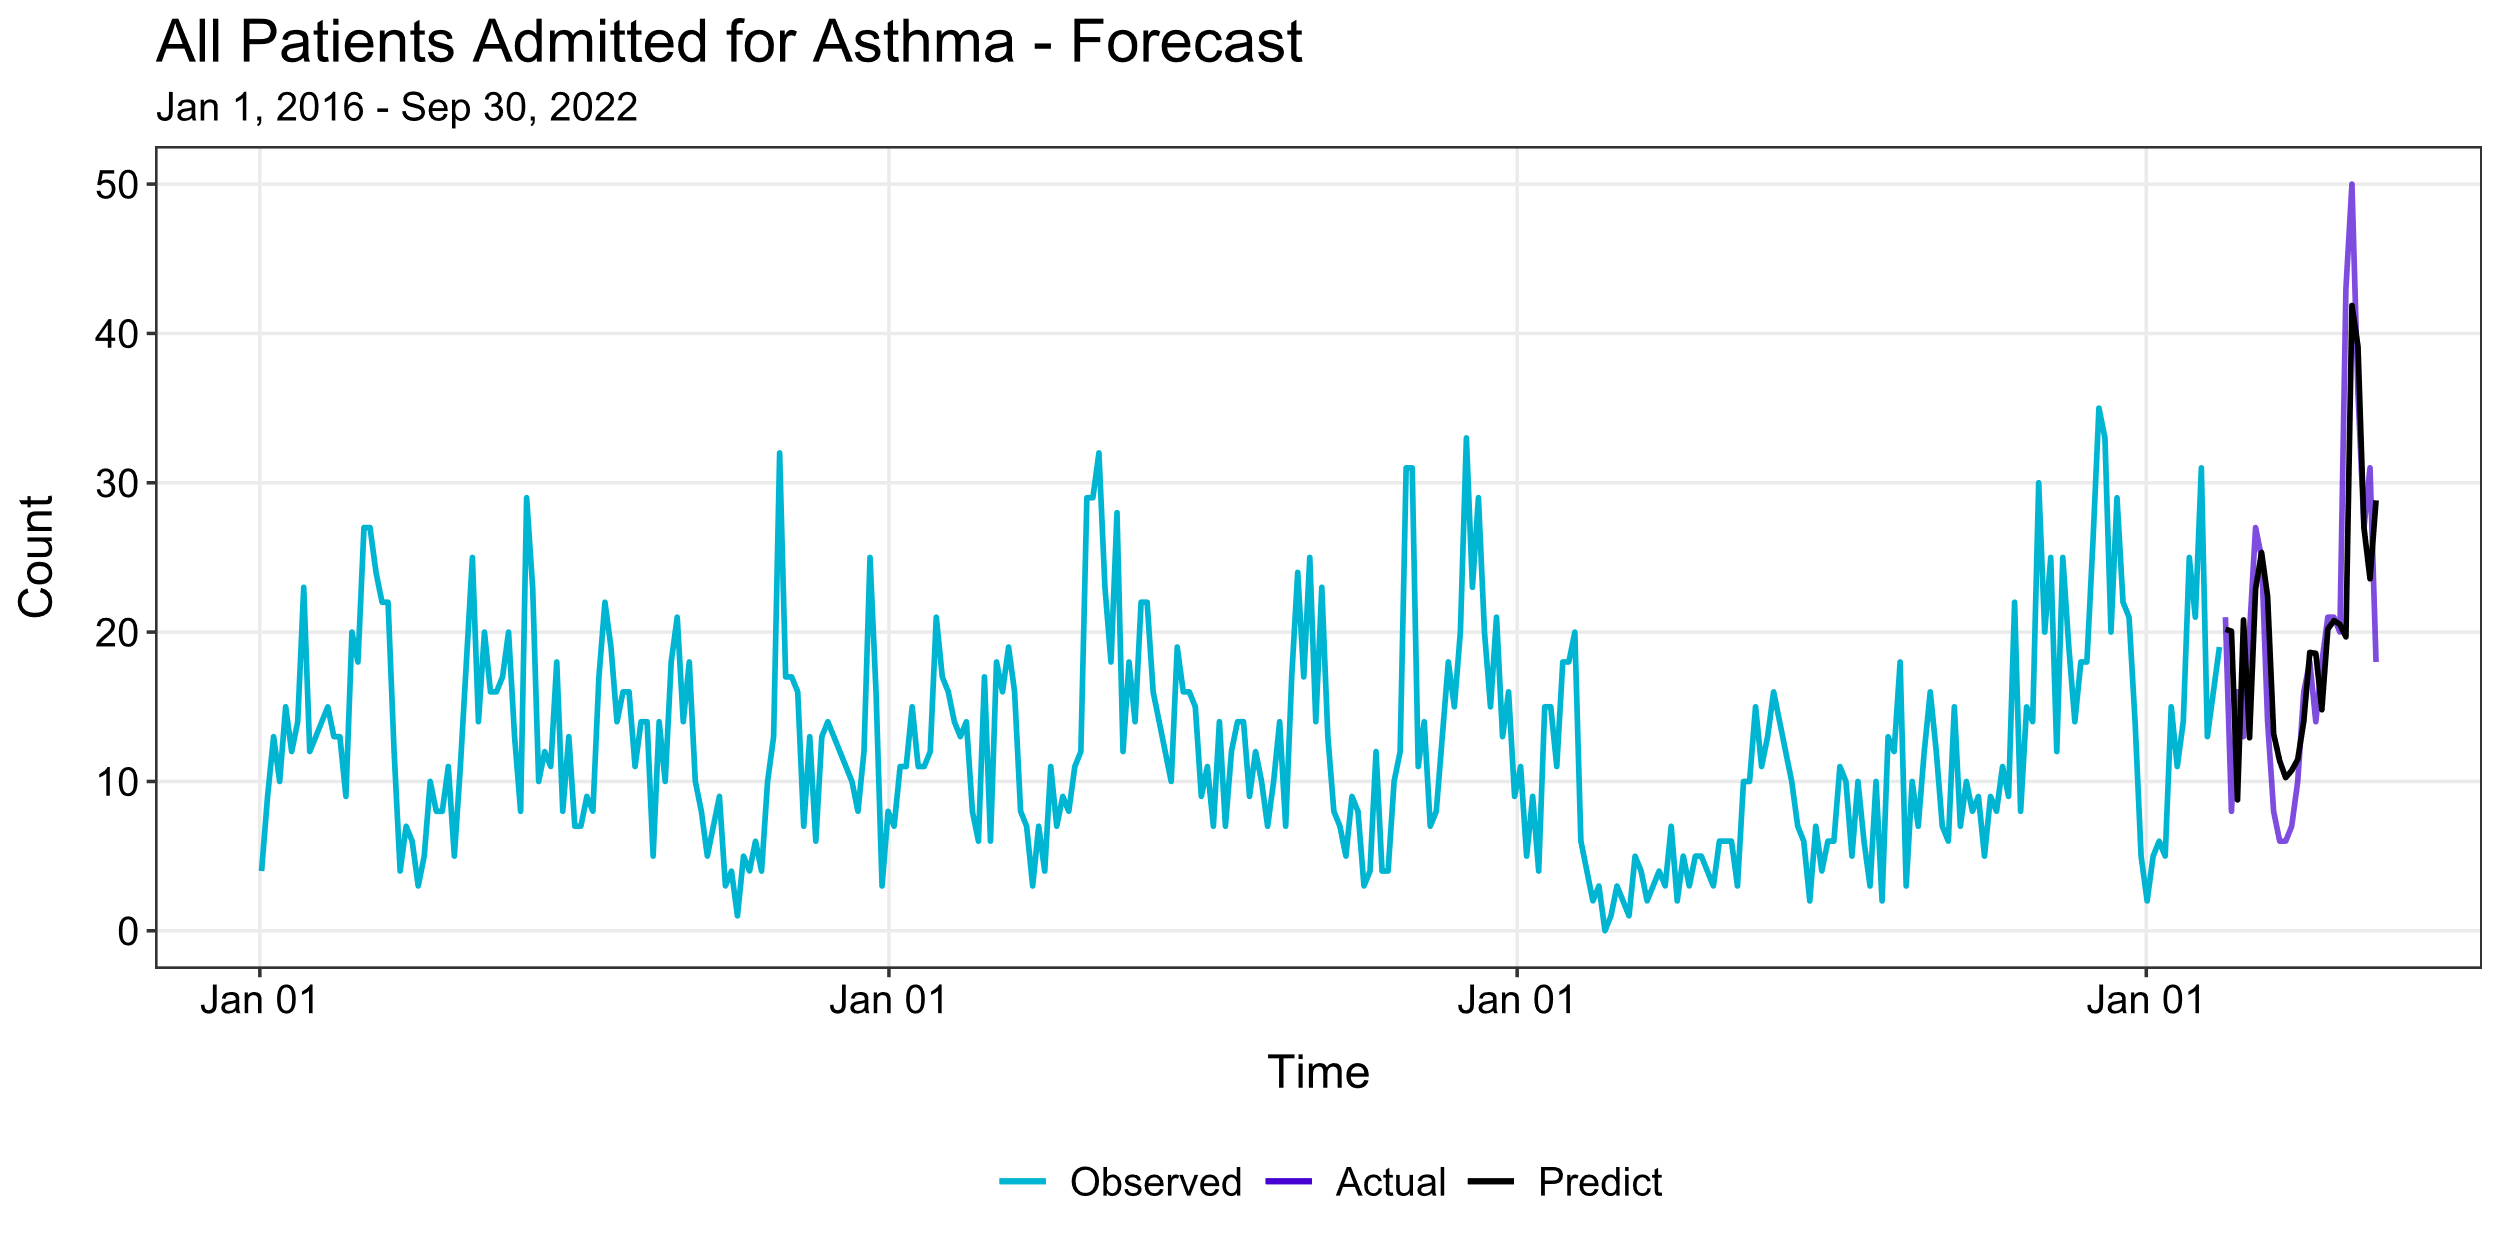 All Patients Admitted for Asthma - Forecast
Jan 1, 2016 - Sep 30, 2022
50
40
30
20
10
0
Count
Jan 01 Jan 01 Jan 01 Jan 01
Time
Observed Actual Predict